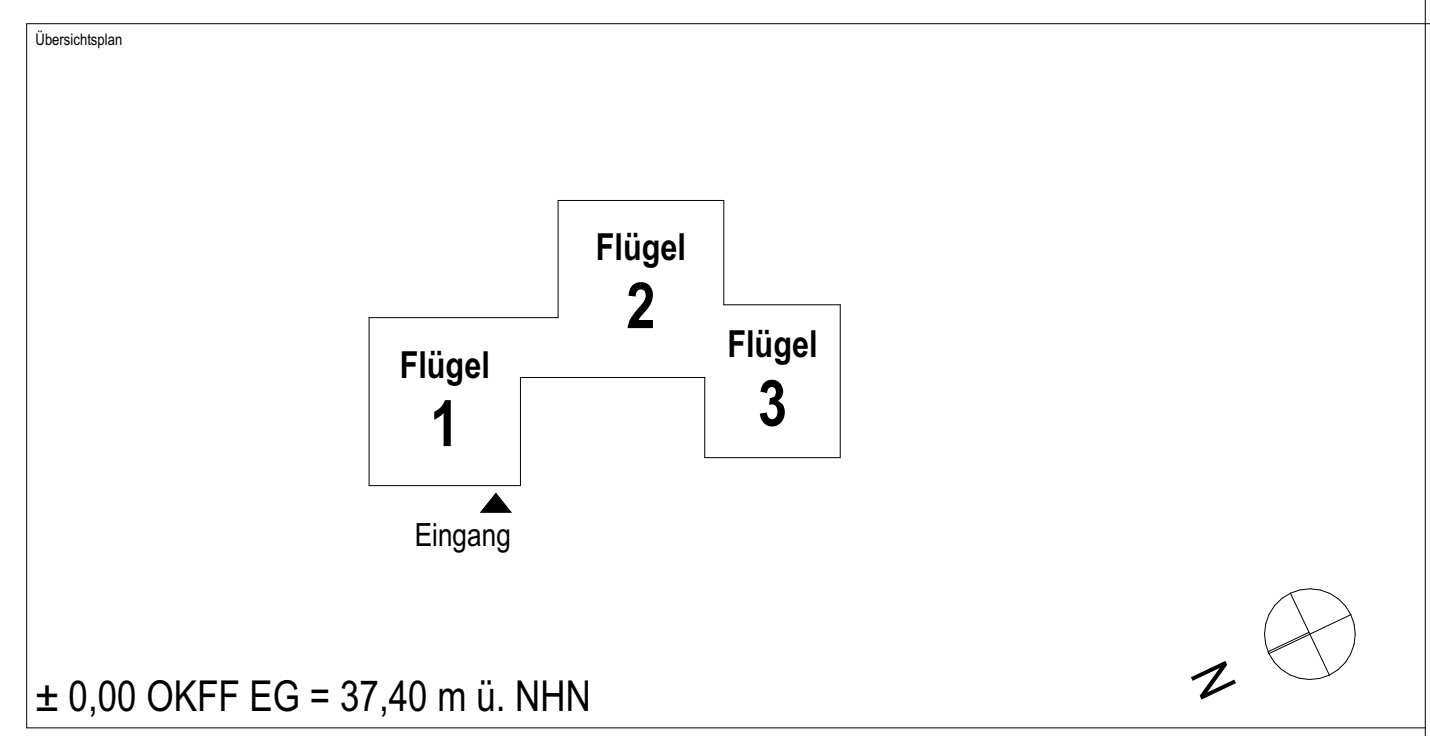 Übersichtsplan
Flügel
2
Flügel
3
Flügel
1
Eingang
N
± 0,00 OKFF EG = 37,40 m ü. NHN